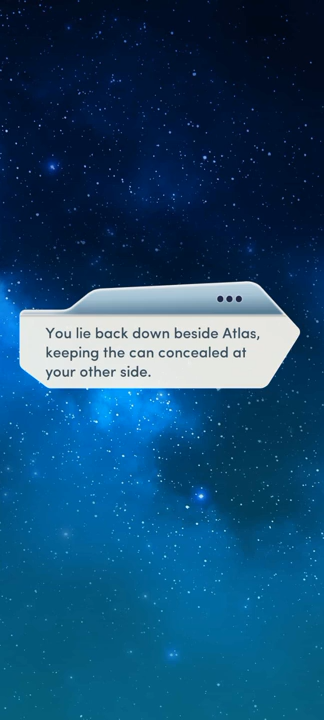 You lie back down beside Atlas,
keeping the can concealed at
your other side.